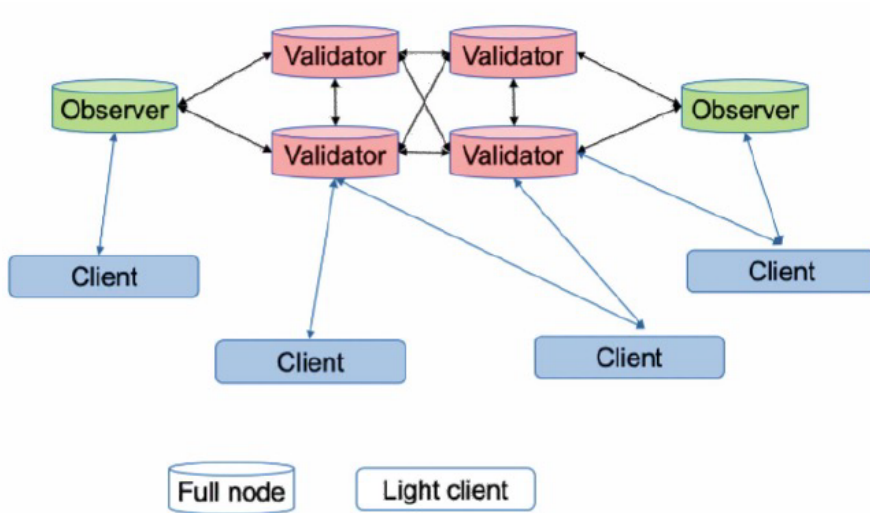 Validator
Validator
Observer
Observer
Validator
Validator
Client
Client
Client
Client
Full node
Light client